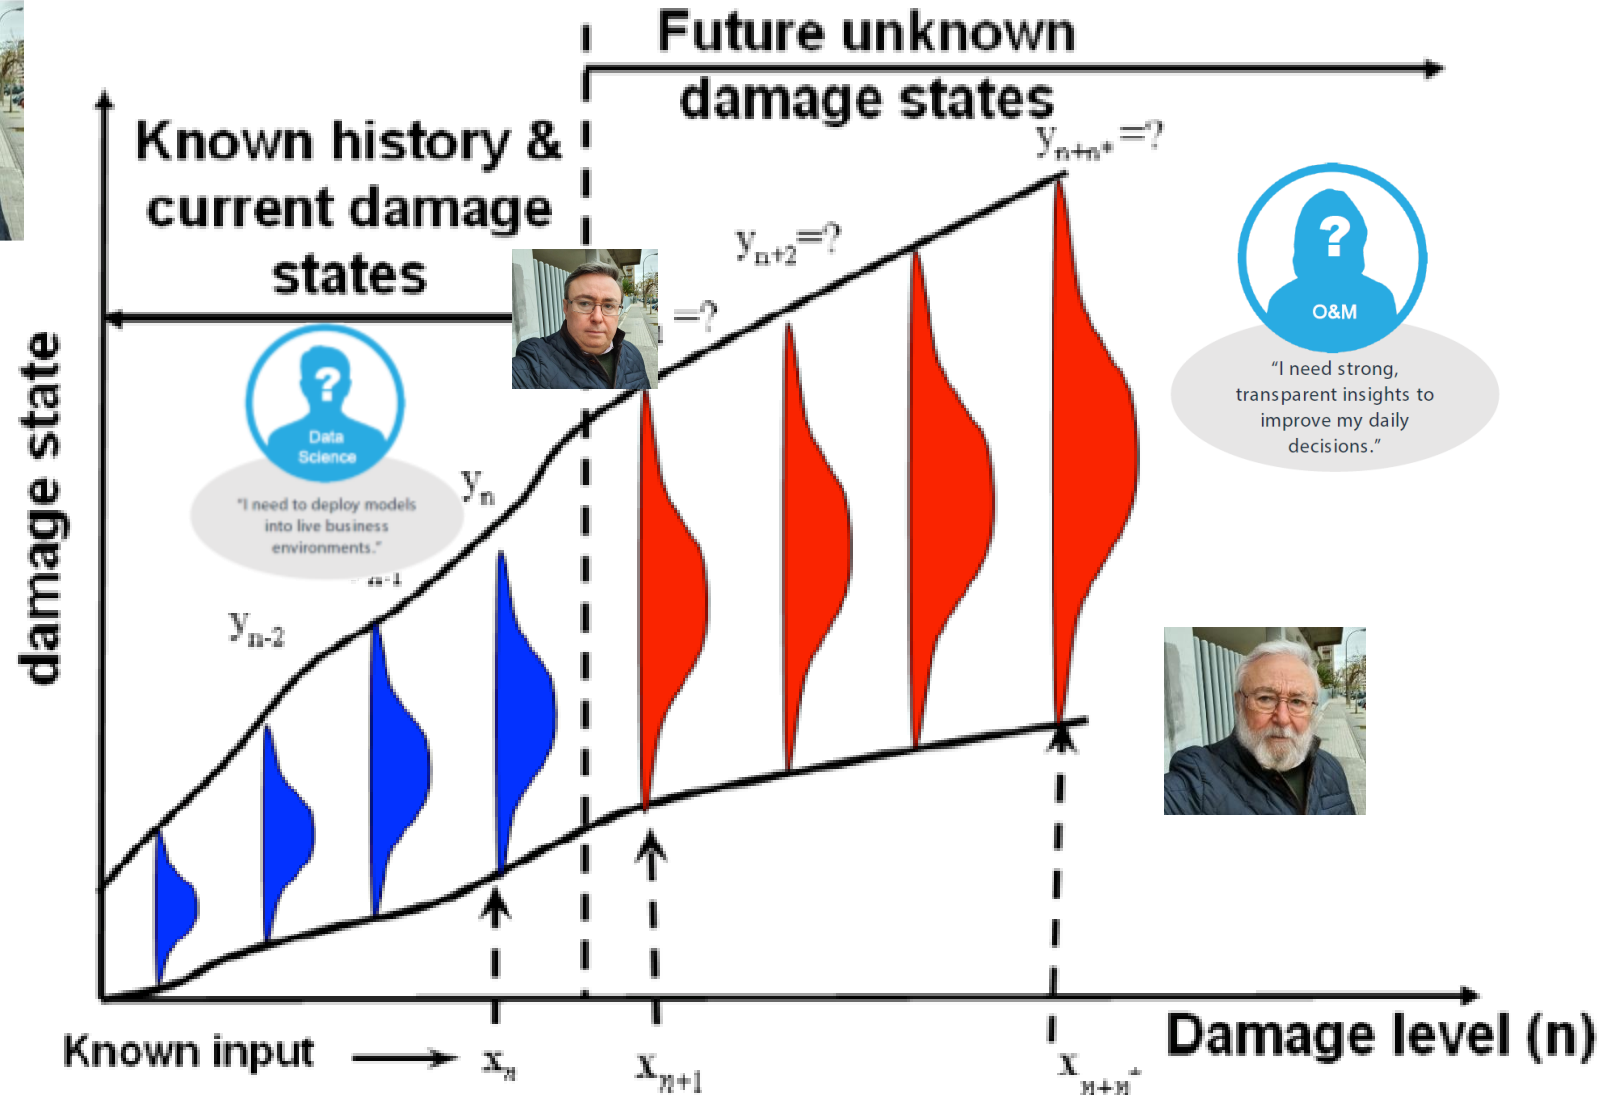 Future unknown
damage states
Known history &
current damage
states
yn+n* =?
yn+2=?
=?
O&M
"I need strong,
transparent insights to
improve my daily
decisions."
Data
Science
"I need to deploy models
into live business
environments."
yn
n-1
yn-2
damage state
Known input
xn
xn+1
xn+n*
Damage level (n)